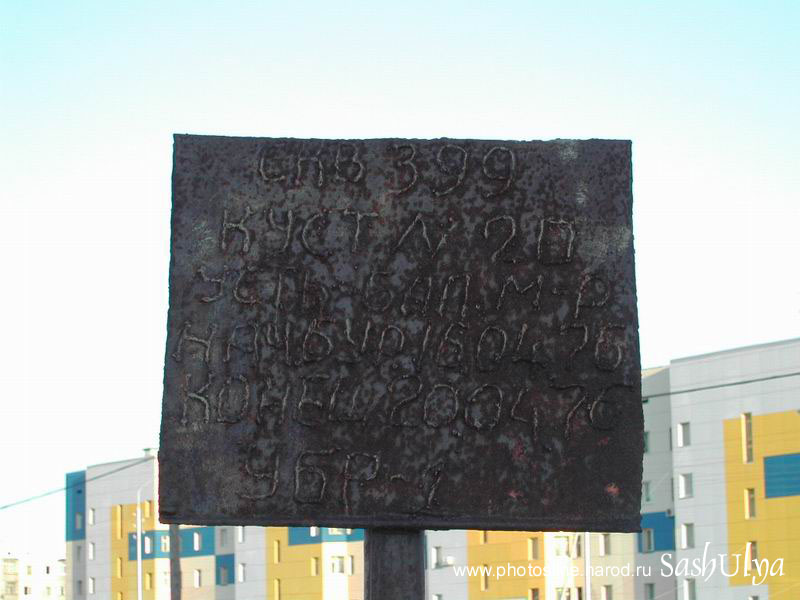 СКВ 399
КУСТ № 20
УСТЬ-БАЛ. М-Р
НАЧ БУР 16 04 76
КОНЕЦ 20.04.76
УБР-1
www.photosite.narod.ru SashUlya